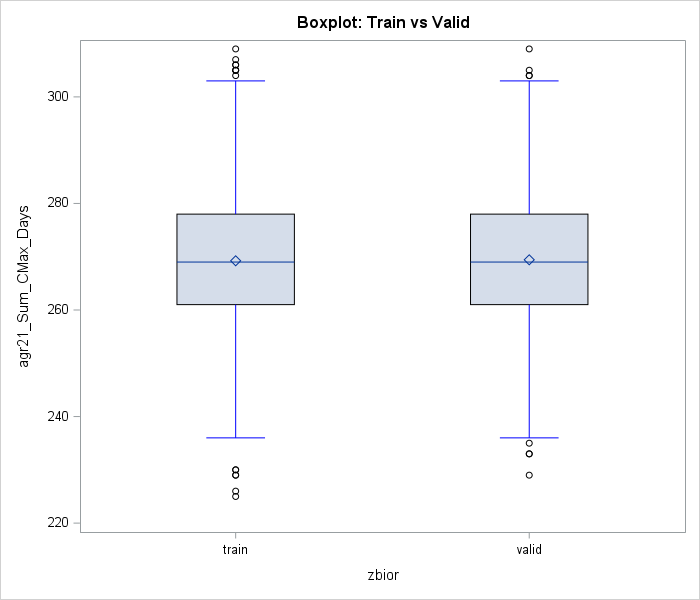 Boxplot: Train vs Valid
agr21_Sum_CMax_Days
300
280
260
240
220
train valid
zbior